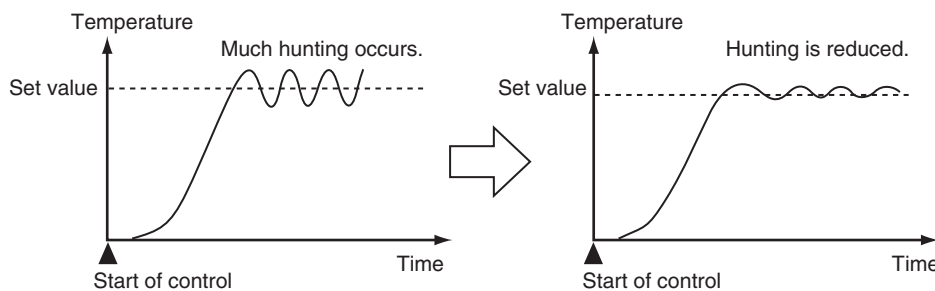 Temperature
Much hunting occurs.
Set value
Time
Start of control
Temperature
Hunting is reduced.
Set value
Time
Start of control